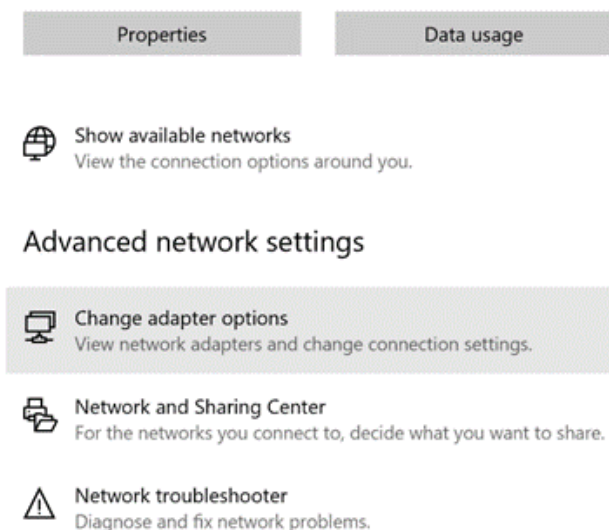 Properties
Data usage
Show available networks
View the connection options around you.
Advanced network settings
Change adapter options
View network adapters and change connection settings.
Network and Sharing Center
For the networks you connect to, decide what you want to share.
Network troubleshooter
Diagnose and fix network problems.